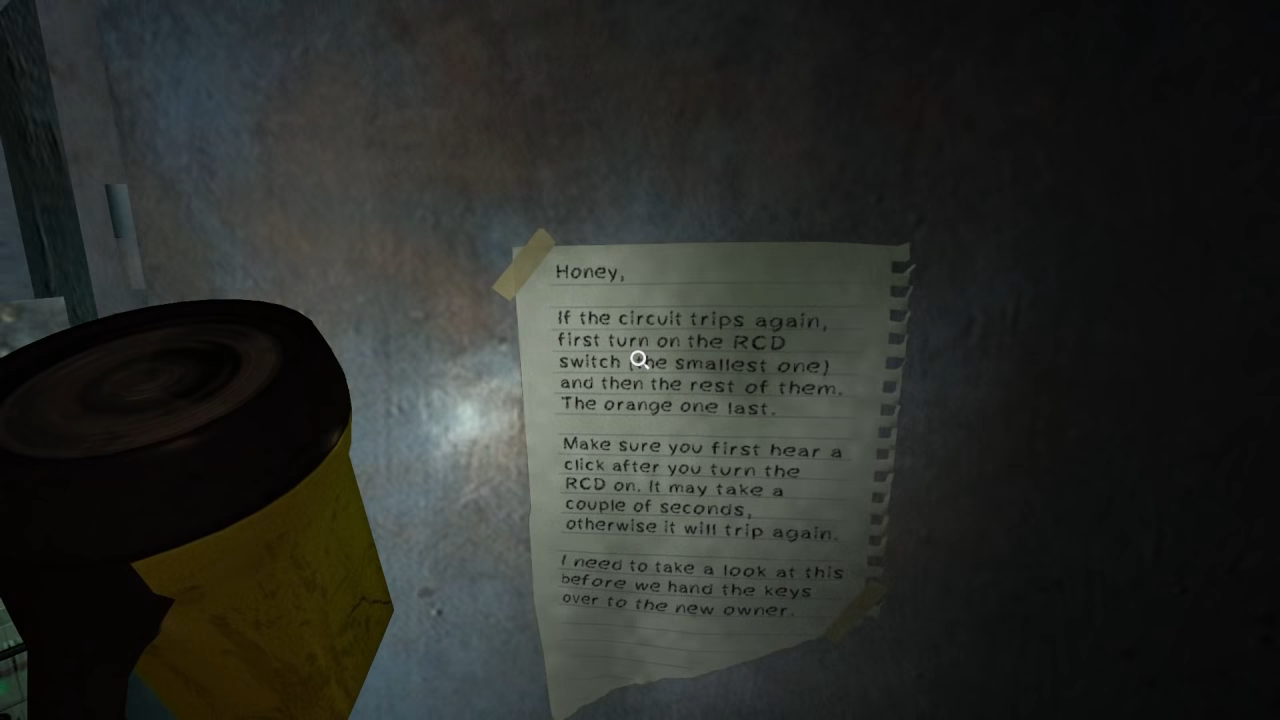 Honey,
If the circuit trips again,
first turn on the RCD
switch (the smallest one)
and then the rest of them.
The orange one last.
Make sure you first hear a
click after you turn the
RCD on. It may take a
couple of seconds,
otherwise it will trip again.
I need to take a look at this
before we hand the keys
over to the new owner.